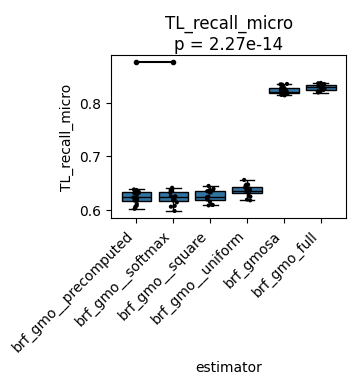 TL_recall_micro
p = 2.27e-14
TL_recall_micro
0.8
0.7
0.6
brf_gmo__precomputed
brf_gmo__softmax
brf_gmo__square
brf_gmo__uniform
brf_gmosa
brf_gmo_full
estimator